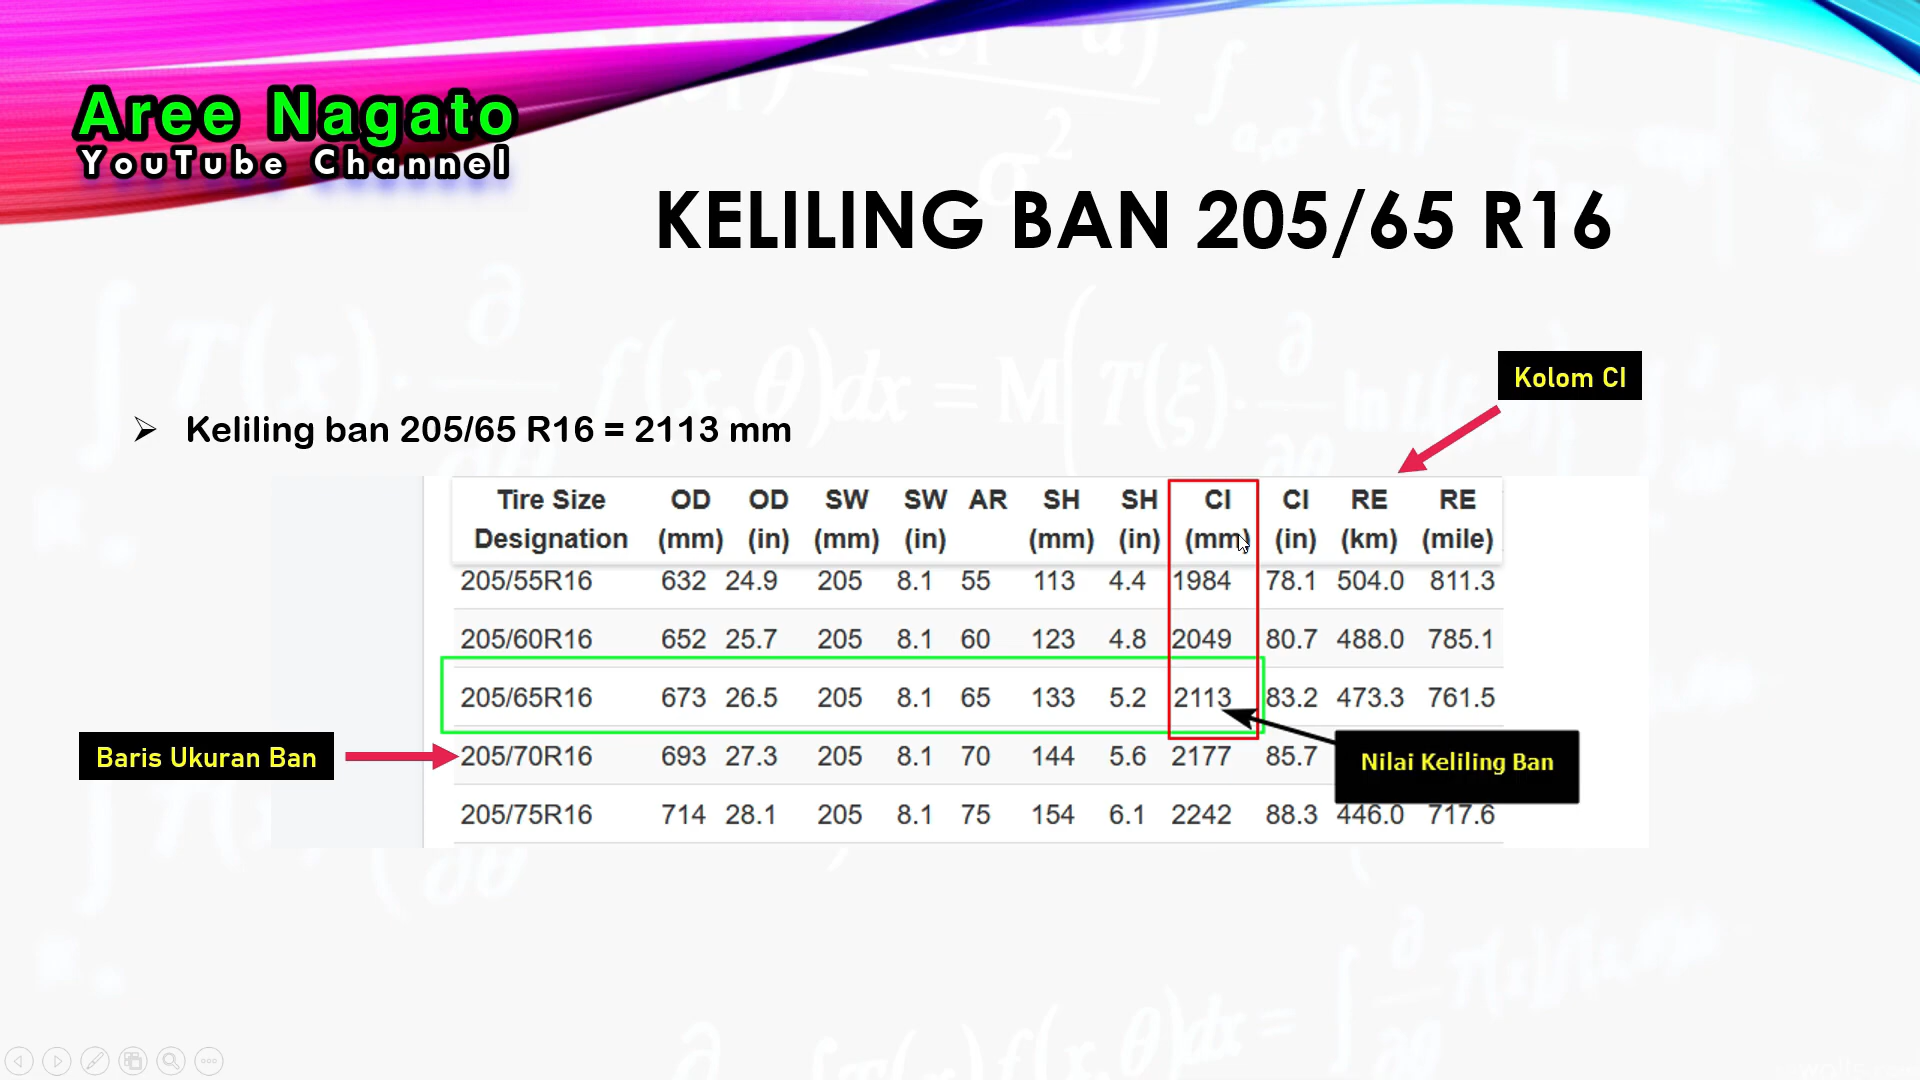 Aree Nagato
YouTube Channel
KELILING BAN 205/65 R16
Kolom CI
➢ Keliling ban 205/65 R16 = 2113 mm
Tire Size Designation OD (mm) OD (in) SW (mm) SW (in) AR SH (mm) SH (in) CI (mm) CI (in) RE (km) RE (mile)
205/55R16 632 24.9 205 8.1 55 113 4.4 1984 78.1 504.0 811.3
205/60R16 652 25.7 205 8.1 60 123 4.8 2049 80.7 488.0 785.1
205/65R16 673 26.5 205 8.1 65 133 5.2 2113 83.2 473.3 761.5
Baris Ukuran Ban
205/70R16 693 27.3 205 8.1 70 144 5.6 2177 85.7
Nilai Keliling Ban
205/75R16 714 28.1 205 8.1 75 154 6.1 2242 88.3 446.0 717.6